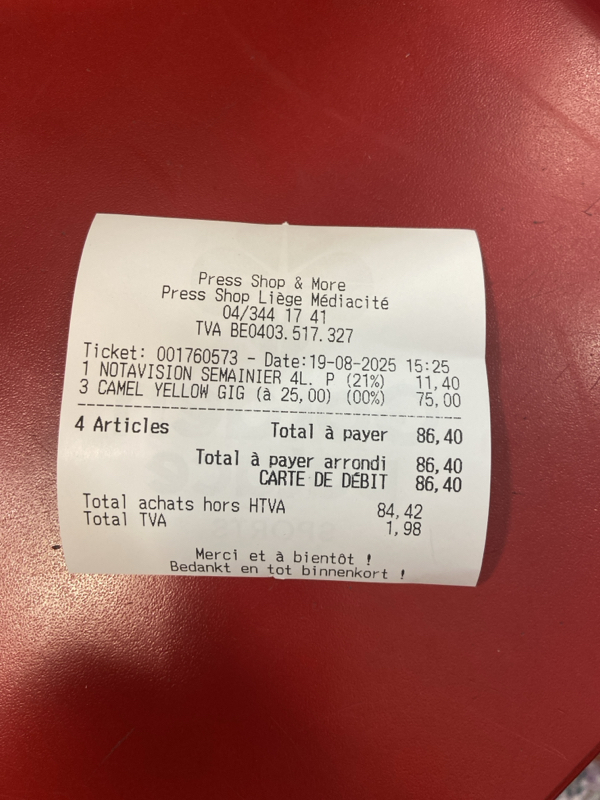 Press Shop & More
Press Shop Liège Médiacité
04/344 17 41
TVA BE0403.517.327
Ticket: 001760573 - Date:19-08-2025 15:25
1 NOTAVISION SEMAINIER 4L. P (21%) 11,40
3 CAMEL YELLOW GIG (à 25,00) (00%) 75,00
4 Articles Total à payer 86,40
Total à payer arrondi 86,40
CARTE DE DÉBIT 86,40
Total achats hors HTVA 84,42
Total TVA 1,98
Merci et à bientôt !
Bedankt en tot binnenkort !